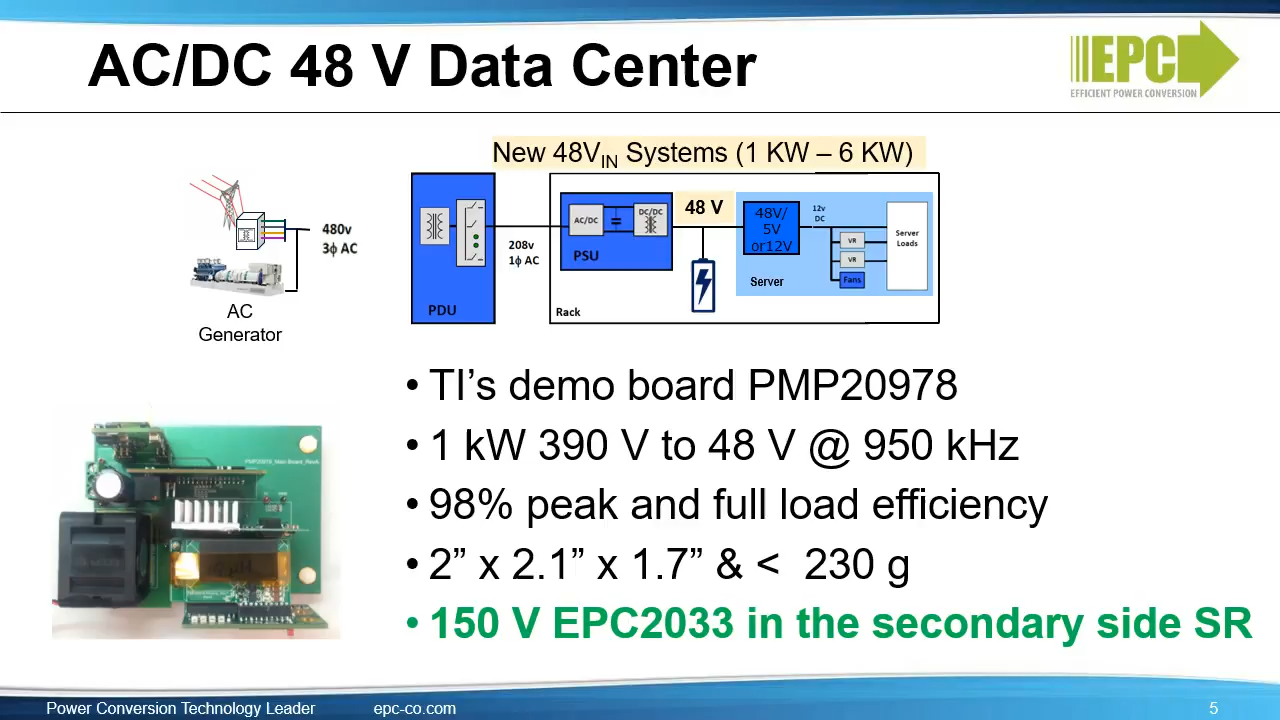 AC/DC 48 V Data Center
EPC
EFFICIENT POWER CONVERSION
New 48VIN Systems (1 KW – 6 KW)
480v
3ϕ AC
AC
Generator
PDU
208v
1ϕ AC
AC/DC
DC/DC
PSU
Rack
48 V
48V/
5V
or12V
12v
DC
VR
VR
Fans
Server
Loads
Server
• TI’s demo board PMP20978
• 1 kW 390 V to 48 V @ 950 kHz
• 98% peak and full load efficiency
• 2” x 2.1” x 1.7” & < 230 g
• 150 V EPC2033 in the secondary side SR
Power Conversion Technology Leader
epc-co.com
5